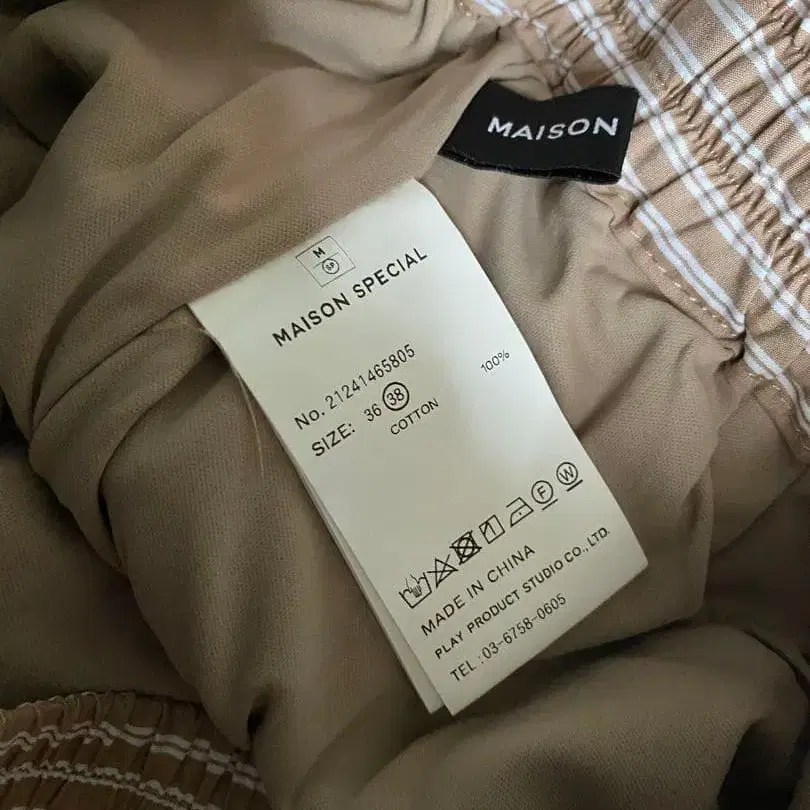 MAISON
M
SP
MAISON SPECIAL
No. 21241465805
SIZE: 36 38
COTTON 100%
F W
MADE IN CHINA
PLAY PRODUCT STUDIO CO.,LTD.
TEL:03-6758-0605